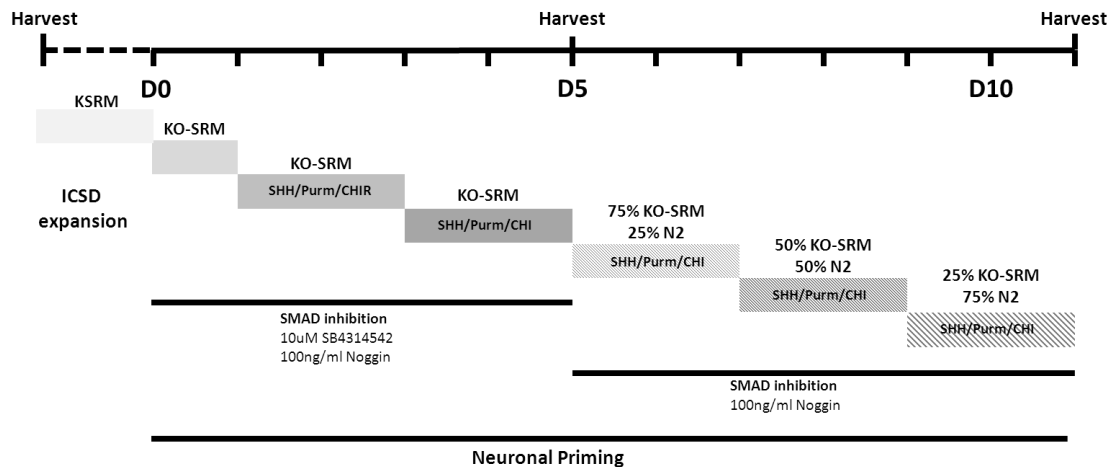 Harvest
Harvest
Harvest
D0
D5
D10
KSRM
KO-SRM
KO-SRM
SHH/Purm/CHIR
KO-SRM
SHH/Purm/CHI
75% KO-SRM
25% N2
SHH/Purm/CHI
50% KO-SRM
50% N2
SHH/Purm/CHI
25% KO-SRM
75% N2
SHH/Purm/CHI
ICSD
expansion
SMAD inhibition
10uM SB4314542
100ng/ml Noggin
SMAD inhibition
100ng/ml Noggin
Neuronal Priming